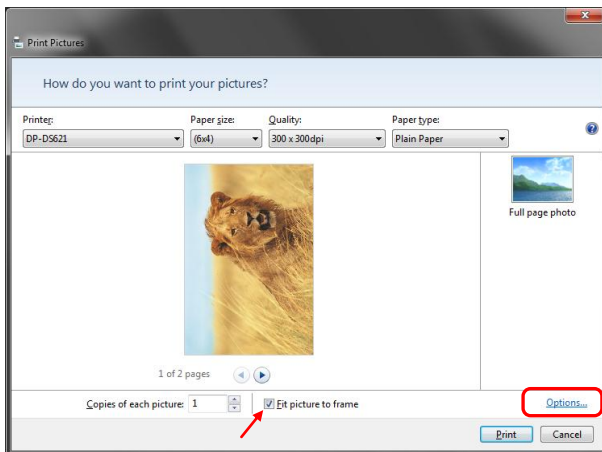 Print Pictures
How do you want to print your pictures?
Printer: Paper size: Quality: Paper type:
DP-DS621 (6x4) 300 x 300dpi Plain Paper
Full page photo
1 of 2 pages
Copies of each picture: 1 Fit picture to frame Options...
Print Cancel